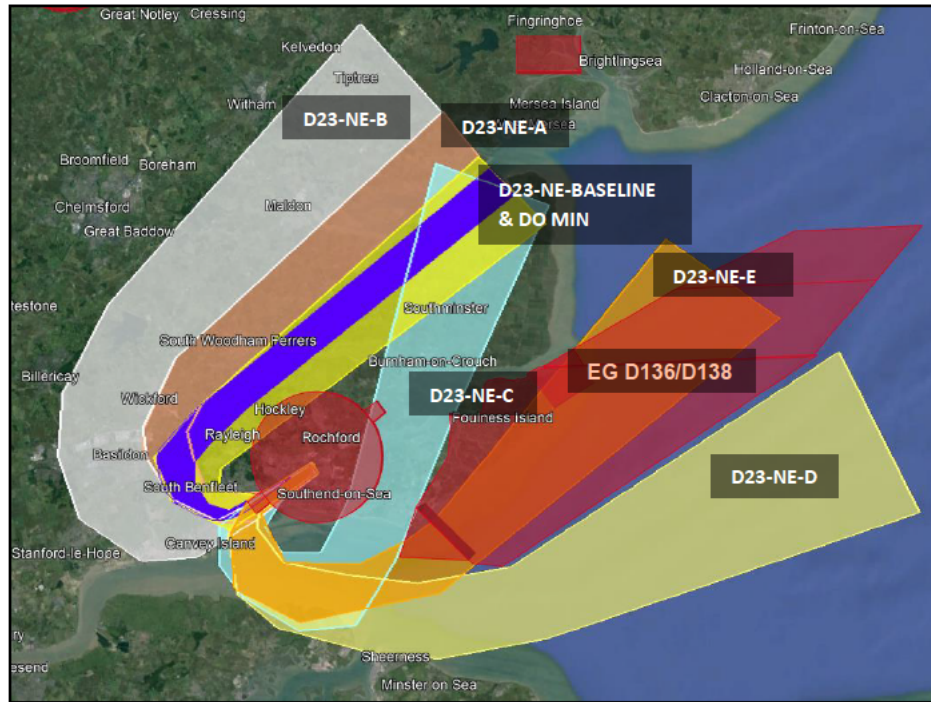 Great Notley
Cressing
Fingringhoe
Frinton-on-Sea
Kelvedon
Brightlingsea
Holland-on-Sea
Tiptree
Witham
Mersea Island
Clacton-on-Sea
D23-NE-B
D23-NE-A
Mersea
Broomfield
Boreham
D23-NE-BASELINE
& DO MIN
Maldon
Chelmsford
Great Baddow
D23-NE-E
Southminster
South Woodham Ferrers
Burnham-on-Crouch
Billericay
EG D136/D138
Wickford
D23-NE-C
Hockley
Foulness Island
Rayleigh
Rochford
Basildon
D23-NE-D
South Benfleet
Southend-on-Sea
Canvey Island
Stanford-le-Hope
Sheerness
Minster on Sea